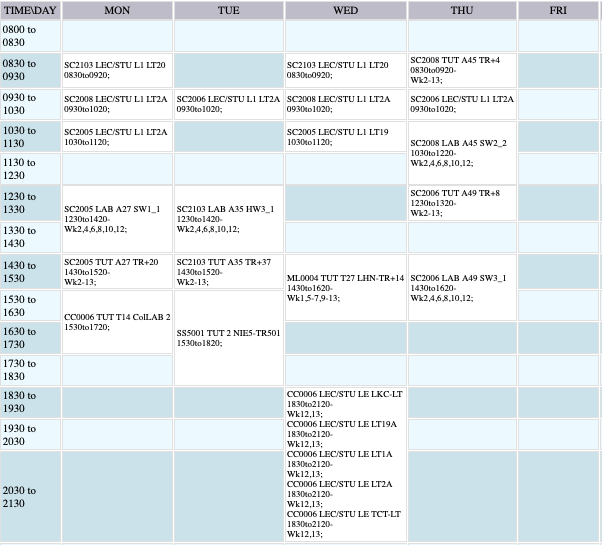 TIME\DAY MON TUE WED THU FRI
0800 to
0830
0830 to
0930
SC2103 LEC/STU L1 LT20
0830to0920;
SC2103 LEC/STU L1 LT20
0830to0920;
SC2008 TUT A45 TR+4
0830to0920-
Wk2-13;
0930 to
1030
SC2008 LEC/STU L1 LT2A
0930to1020;
SC2006 LEC/STU L1 LT2A
0930to1020;
SC2008 LEC/STU L1 LT2A
0930to1020;
SC2006 LEC/STU L1 LT2A
0930to1020;
1030 to
1130
SC2005 LEC/STU L1 LT2A
1030to1120;
SC2005 LEC/STU L1 LT19
1030to1120;
SC2008 LAB A45 SW2_2
1030to1220-
Wk2,4,6,8,10,12;
1130 to
1230
1230 to
1330
SC2005 LAB A27 SW1_1
1230to1420-
Wk2,4,6,8,10,12;
SC2103 LAB A35 HW3_1
1230to1420-
Wk2,4,6,8,10,12;
SC2006 TUT A49 TR+8
1230to1320-
Wk2-13;
1330 to
1430
1430 to
1530
SC2005 TUT A27 TR+20
1430to1520-
Wk2-13;
SC2103 TUT A35 TR+37
1430to1520-
Wk2-13;
ML0004 TUT T27 LHN-TR+14
1430to1620-
Wk1,5-7,9-13;
SC2006 LAB A49 SW3_1
1430to1620-
Wk2,4,6,8,10,12;
1530 to
1630
CC0006 TUT T14 ColLAB 2
1530to1720;
SS5001 TUT 2 NIE5-TR501
1530to1820;
1630 to
1730
1730 to
1830
1830 to
1930
CC0006 LEC/STU LE LKC-LT
1830to2120-
Wk12,13;
1930 to
2030
CC0006 LEC/STU LE LT19A
1830to2120-
Wk12,13;
2030 to
2130
CC0006 LEC/STU LE LT1A
1830to2120-
Wk12,13;
CC0006 LEC/STU LE LT2A
1830to2120-
Wk12,13;
CC0006 LEC/STU LE TCT-LT
1830to2120-
Wk12,13;